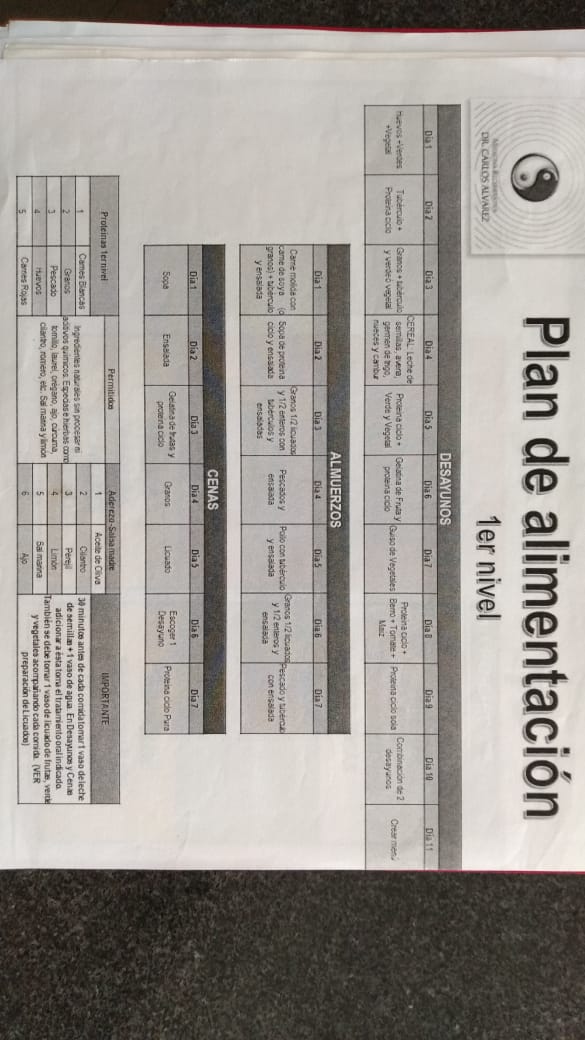 Plan de alimentación
1er nivel
MEDICINA BIOENERGÉTICA
DR. CARLOS ALVAREZ
DESAYUNOS
Día 1 Día 2 Día 3 Día 4 Día 5 Día 6 Día 7 Día 8 Día 9 Día 10 Día 11
Huevos +Verdes +Vegetal
Tubérculo + Proteína ciclo
Granos + tubérculo y verde ó vegetal
CEREAL: Leche de semillas, avena, germen de trigo, nueces y cambur
Proteína ciclo + Verde y Vegetal
Gelatina de Fruta y proteína ciclo
Guiso de Vegetales
Proteína ciclo + Berro + Tomate + Maíz
Proteína ciclo sola
Combinación de 2 desayunos
Crear menú
ALMUERZOS
Día 1 Día 2 Día 3 Día 4 Día 5 Día 6 Día 7
Carne molida con carne de soya (o granos) + tubérculo y ensalada
Sopa de proteína ciclo y ensalada
Granos 1/2 licuados y 1/2 enteros con tubérculos y ensaladas
Pescados y ensalada
Pollo con tubérculo y ensalada
Granos 1/2 licuados y 1/2 enteros y ensalada
Pescado y tubérculo con ensalada
CENAS
Día 1 Día 2 Día 3 Día 4 Día 5 Día 6 Día 7
Sopa
Ensalada
Gelatina de frutas y proteína ciclo
Granos
Licuado
Escoger 1 Desayuno
Proteína ciclo Pura
Proteínas 1er nivel
1 Carnes Blancas
2 Granos
3 Pescado
4 Huevos
5 Carnes Rojas
Permitidos
Ingredientes naturales sin procesar ni
aditivos químicos. Especias e hierbas como
tomillo, laurel, orégano, ajo, cúrcuma,
cilantro, romero, etc. Sal marina y limón.
Aderezo-Salsa madre
1 Aceite de Oliva
2 Cilantro
3 Perejil
4 Limón
5 Sal marina
6 Ajo
IMPORTANTE
30 minutos antes de cada comida tomar 1 vaso de leche
de semillas + 1 vaso de agua. En Desayunos y Cenas
adicionar a ésta toma el tratamiento oral indicado.
También se debe tomar 1 vaso de licuado de frutas, verde
y vegetales acompañando cada comida. (VER
preparación de Licuados)